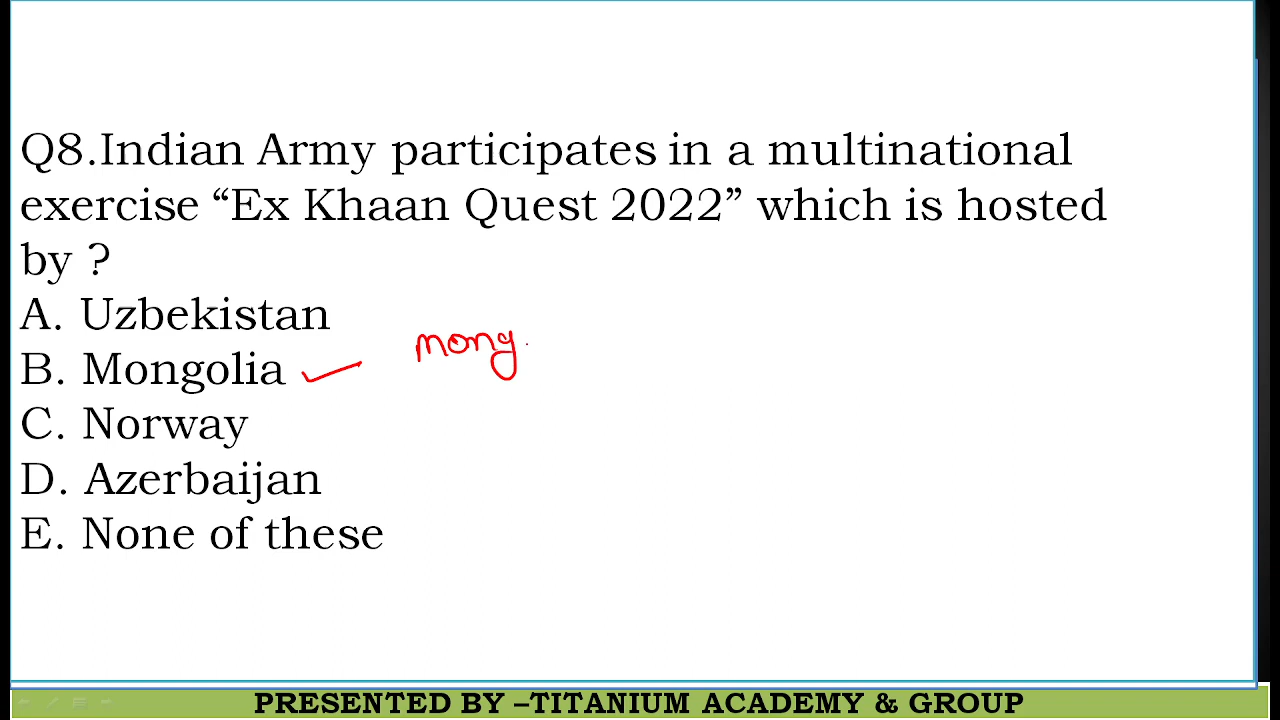 Q8.Indian Army participates in a multinational
exercise “Ex Khaan Quest 2022” which is hosted
by ?
A. Uzbekistan
B. Mongolia
mong
C. Norway
D. Azerbaijan
E. None of these
PRESENTED BY –TITANIUM ACADEMY & GROUP